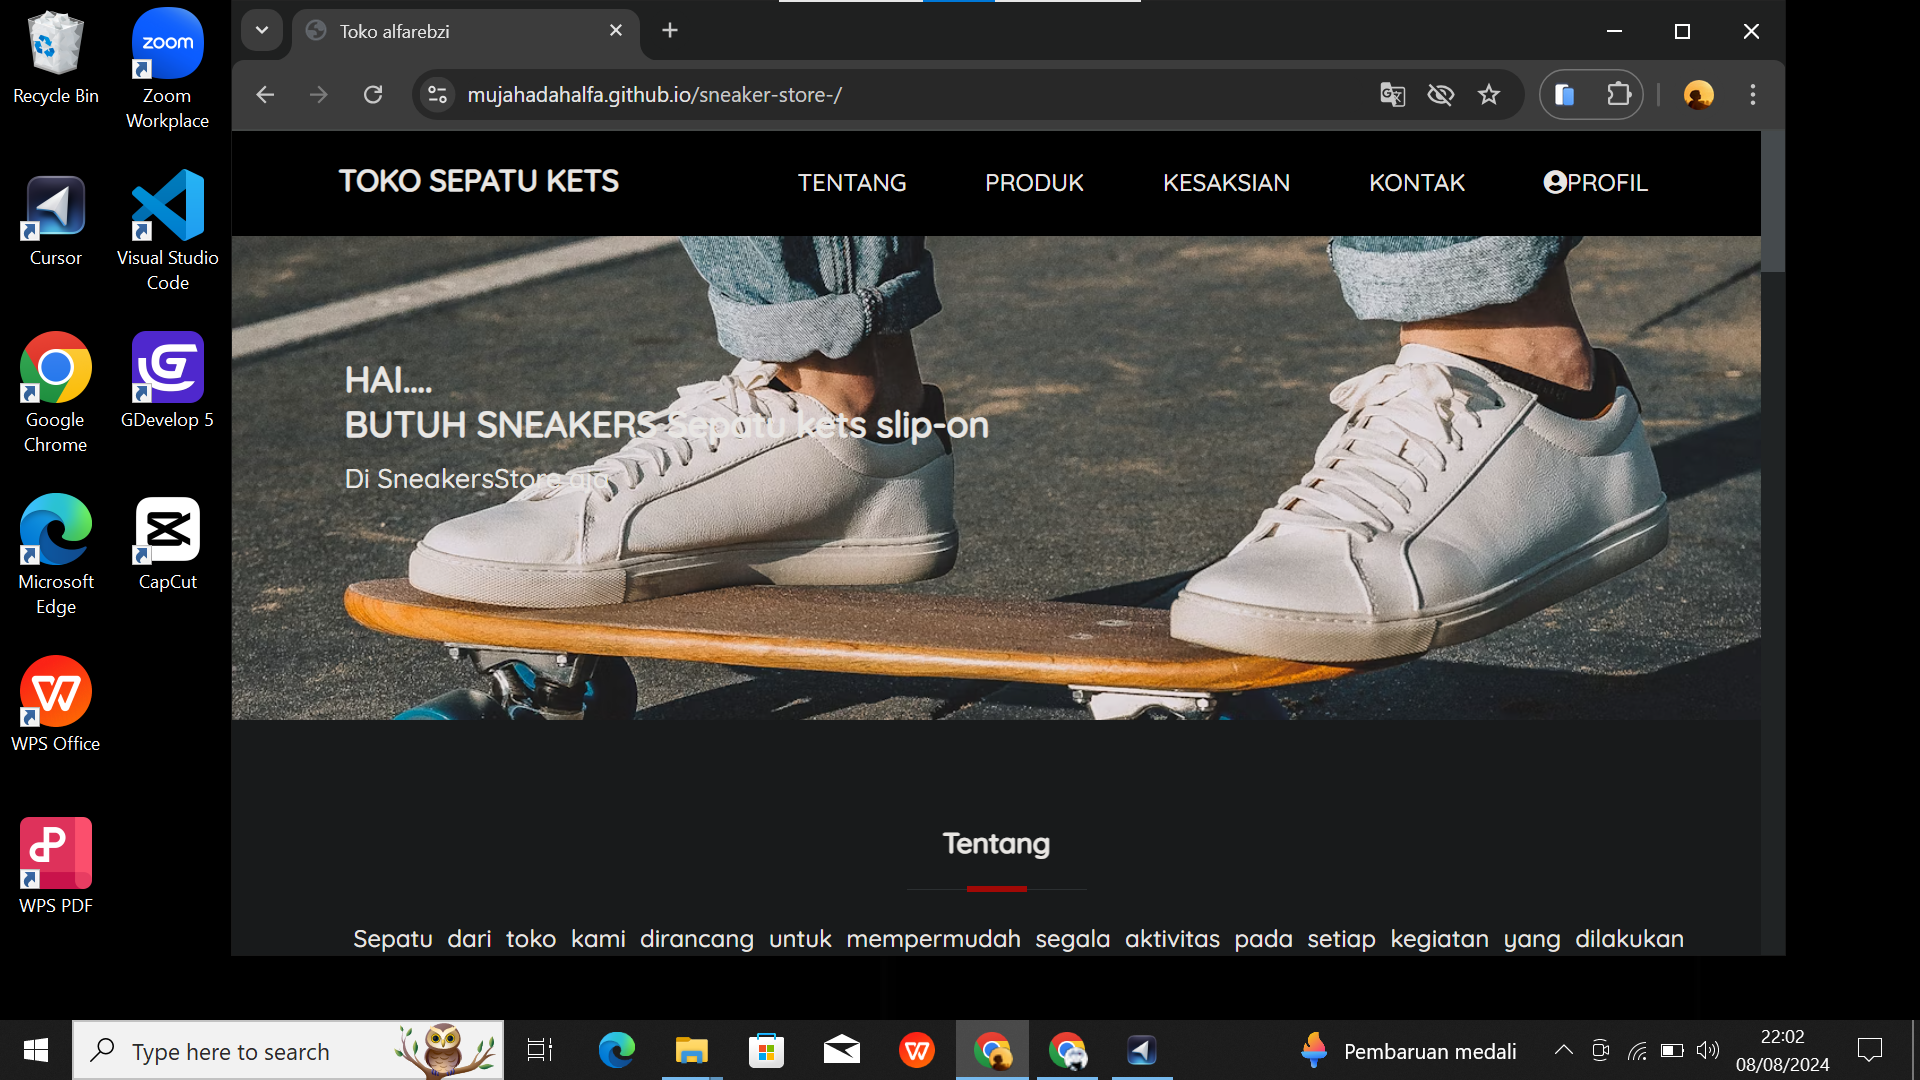 Recycle Bin
zoom
Zoom
Workplace
Cursor
Visual Studio
Code
Google
Chrome
GDevelop 5
Microsoft
Edge
CapCut
WPS Office
WPS PDF
Toko alfarebzi
mujahadahalfa.github.io/sneaker-store-/
TOKO SEPATU KETS
TENTANG
PRODUK
KESAKSIAN
KONTAK
PROFIL
HAI....
BUTUH SNEAKERS Sepatu kets slip-on
Di SneakersStore aja
Tentang
Sepatu dari toko kami dirancang untuk mempermudah segala aktivitas pada setiap kegiatan yang dilakukan
Type here to search
Pembaruan medali
22:02
08/08/2024